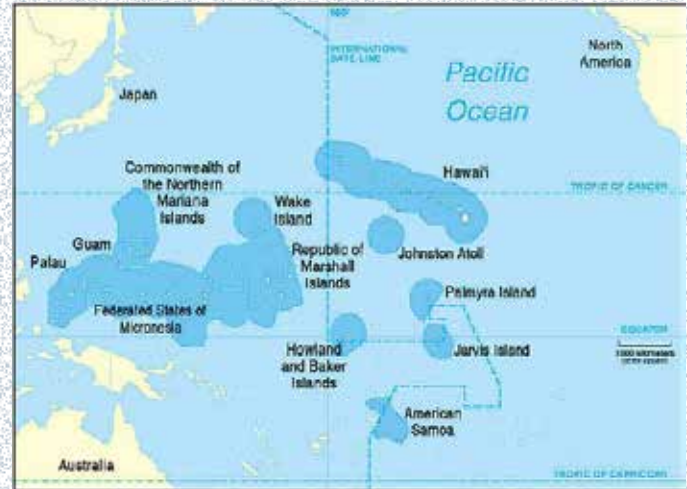 180°
INTERNATIONAL
DATE LINE
North
America
Pacific
Ocean
Japan
Commonwealth of
the Northern
Mariana
Islands
Hawai'i
TROPIC OF CANCER
Wake
Island
Guam
Palau
Republic of
Marshall
Islands
Johnston Atoll
Palmyra Island
Federated States of
Micronesia
EQUATOR
Howland
and Baker
Islands
Jarvis Island
American
Samoa
Australia
TROPIC OF CAPRICORN